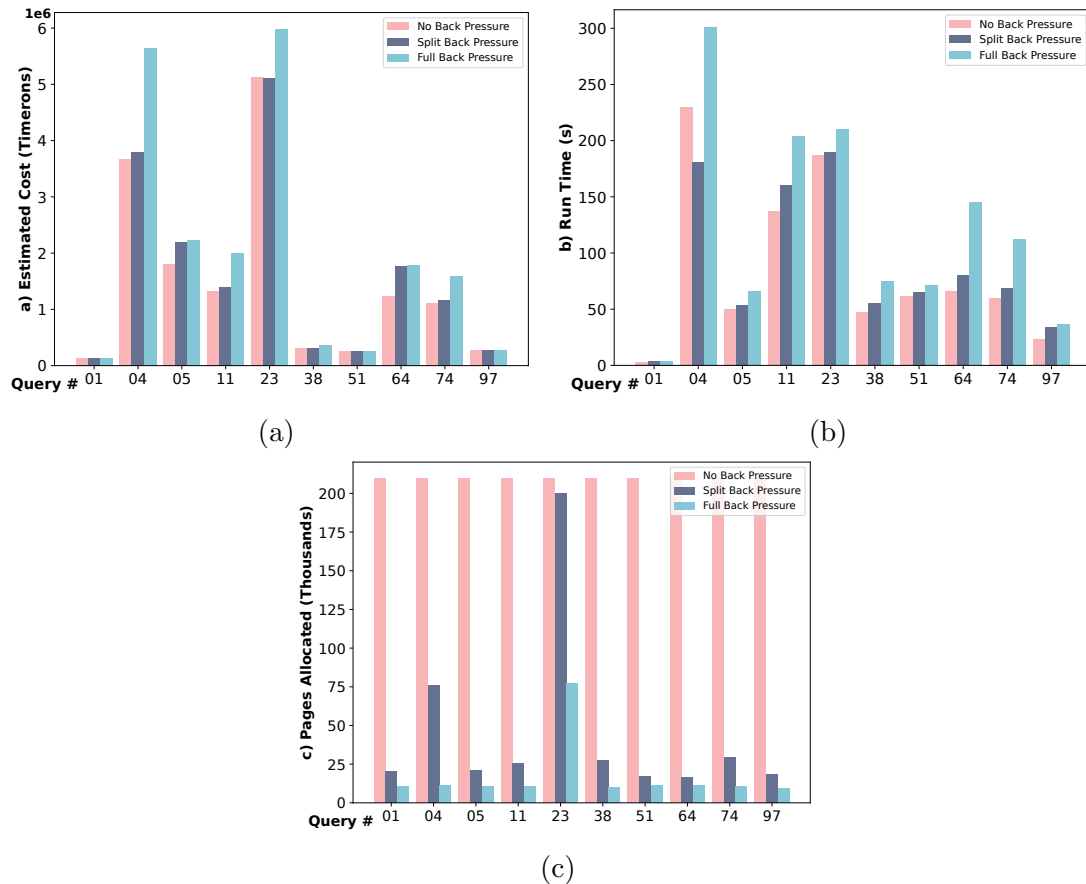 1e6
a) Estimated Cost (Timerons)
6
5
4
3
2
1
0
No Back Pressure
Split Back Pressure
Full Back Pressure
Query #
01 04 05 11 23 38 51 64 74 97
(a)
b) Run Time (s)
300
250
200
150
100
50
0
No Back Pressure
Split Back Pressure
Full Back Pressure
Query #
01 04 05 11 23 38 51 64 74 97
(b)
c) Pages Allocated (Thousands)
200
175
150
125
100
75
50
25
0
No Back Pressure
Split Back Pressure
Full Back Pressure
Query #
01 04 05 11 23 38 51 64 74 97
(c)